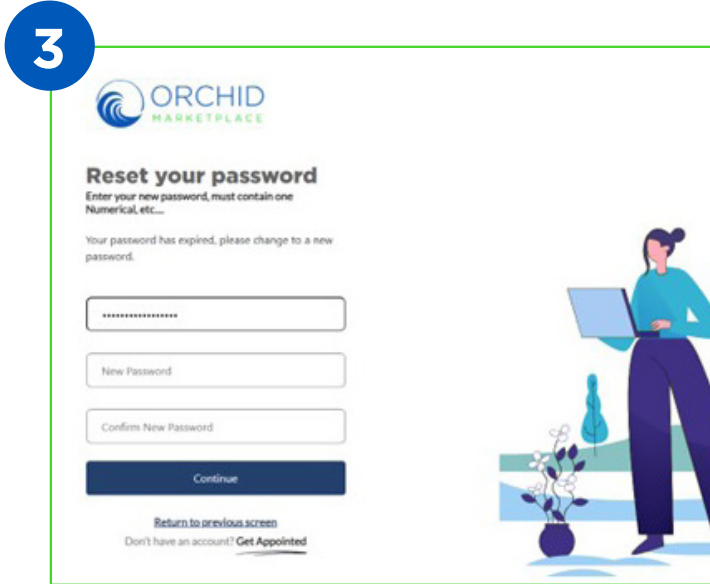 3
ORCHID
MARKETPLACE
Reset your password
Enter your new password, must contain one
Numerical, etc....
Your password has expired, please change to a new
password.
•••••••••••••••••
New Password
Confirm New Password
Continue
Return to previous screen
Don't have an account? Get Appointed